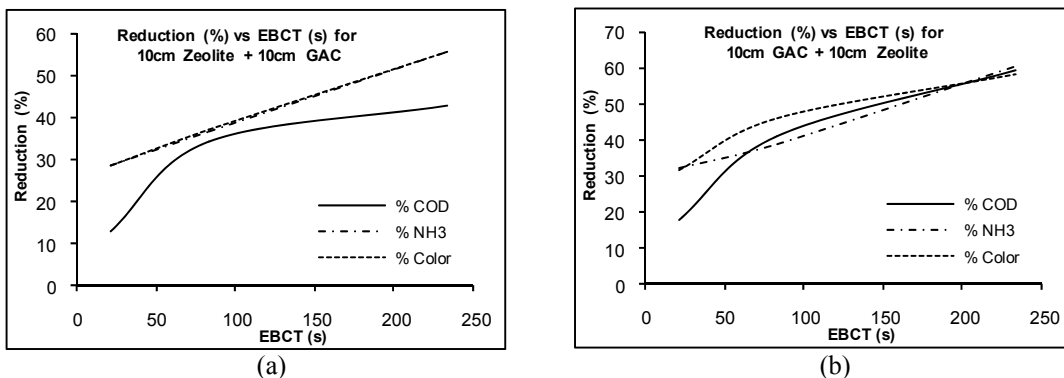 Reduction (%) vs EBCT (s) for
10cm Zeolite + 10cm GAC
Reduction (%)
60
50
40
30
20
10
0
% COD
% NH3
% Color
0 50 100 150 200 250
EBCT (s)
(a)
Reduction (%) vs EBCT (s) for
10cm GAC + 10cm Zeolite
Reduction (%)
70
60
50
40
30
20
10
0
% COD
% NH3
% Color
0 50 100 150 200 250
EBCT (s)
(b)